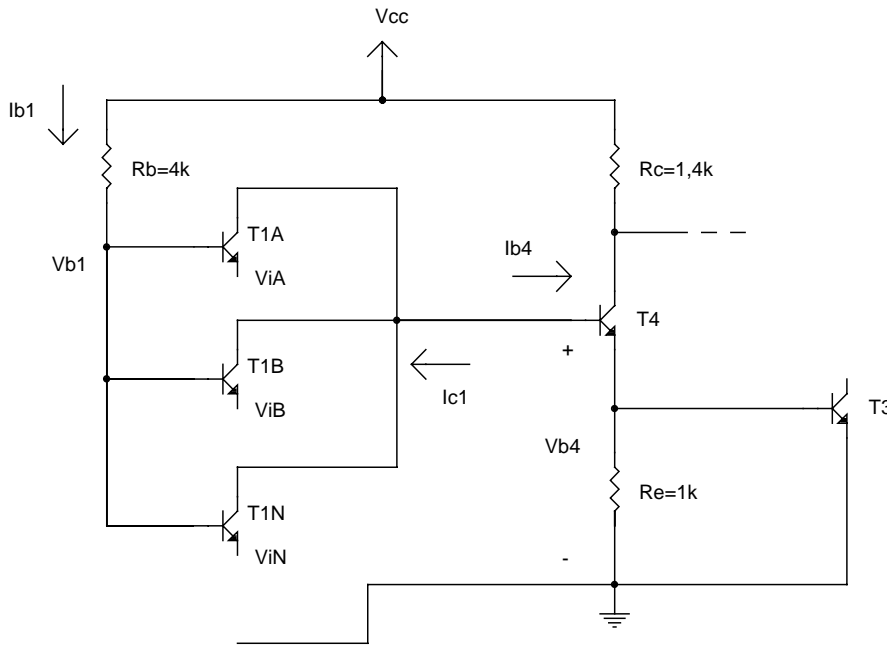 Vcc
Ib1
Rb=4k
Rc=1,4k
T1A
Vb1
ViA
Ib4
T4
+
T1B
Ic1
ViB
T3
Vb4
Re=1k
T1N
ViN
-